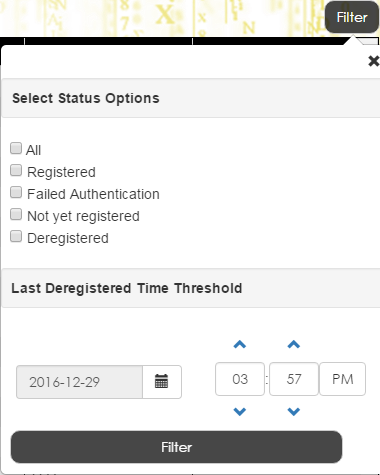 Filter
Select Status Options
All
Registered
Failed Authentication
Not yet registered
Deregistered
Last Deregistered Time Threshold
2016-12-29 03 : 57 PM
Filter